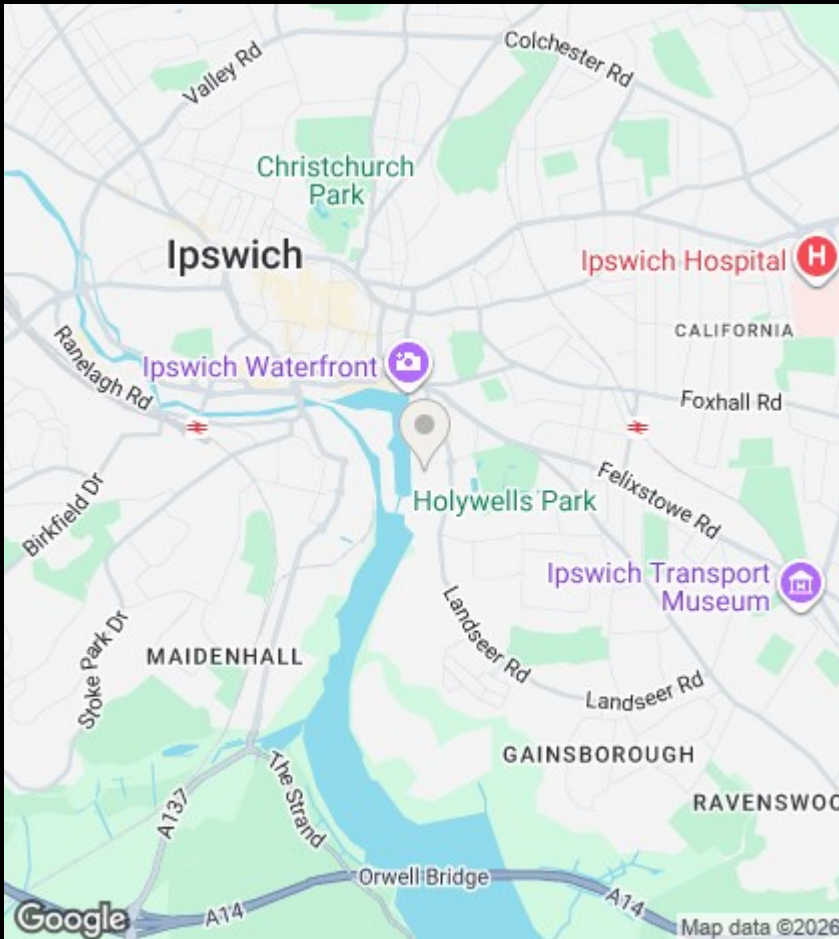 Colchester Rd
Valley Rd
Christchurch
Park
Ipswich
Ipswich Hospital
H
CALIFORNIA
Ipswich Waterfront
Ranelagh Rd
Foxhall Rd
Birkfield Dr
Holywells Park
Felixstowe Rd
Ipswich Transport
Museum
Landseer Rd
Stoke Park Dr
MAIDENHALL
Landseer Rd
GAINSBOROUGH
RAVENSWOO
A137
The Strand
Orwell Bridge
A14
A14
Google
Map data ©2026